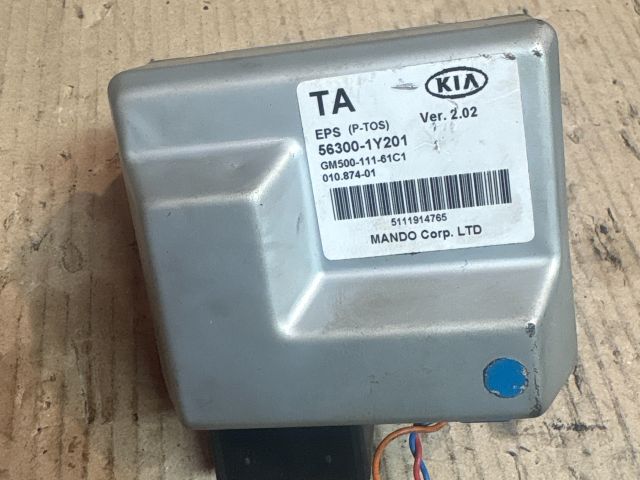 TA KIA
EPS (P-TOS) Ver. 2.02
56300-1Y201
GM500-111-61C1
010.874-01
5111914765
MANDO Corp. LTD